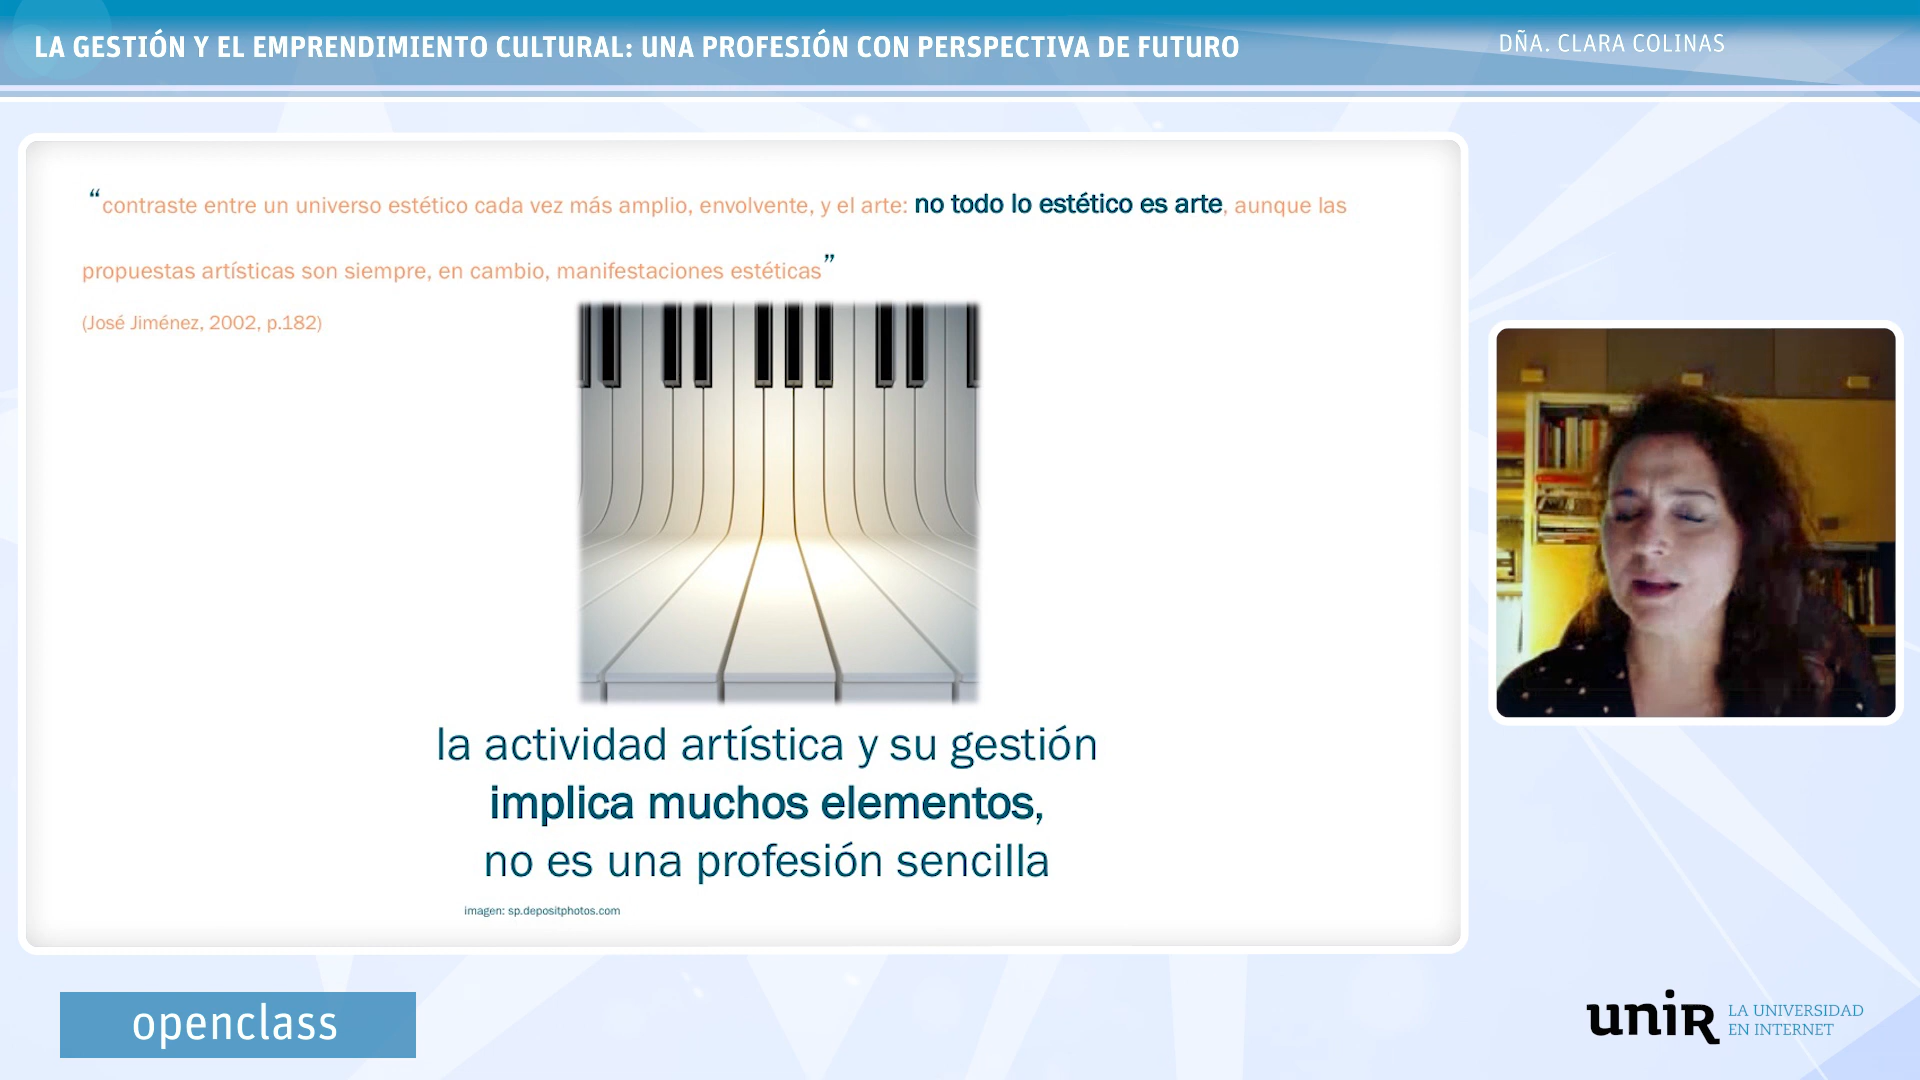 LA GESTIÓN Y EL EMPRENDIMIENTO CULTURAL: UNA PROFESIÓN CON PERSPECTIVA DE FUTURO
DÑA. CLARA COLINAS
“contraste entre un universo estético cada vez más amplio, envolvente, y el arte: no todo lo estético es arte, aunque las
propuestas artísticas son siempre, en cambio, manifestaciones estéticas”
(José Jiménez, 2002, p.182)
la actividad artística y su gestión
implica muchos elementos,
no es una profesión sencilla
imagen: sp.depositphotos.com
openclass
uniR
LA UNIVERSIDAD
EN INTERNET